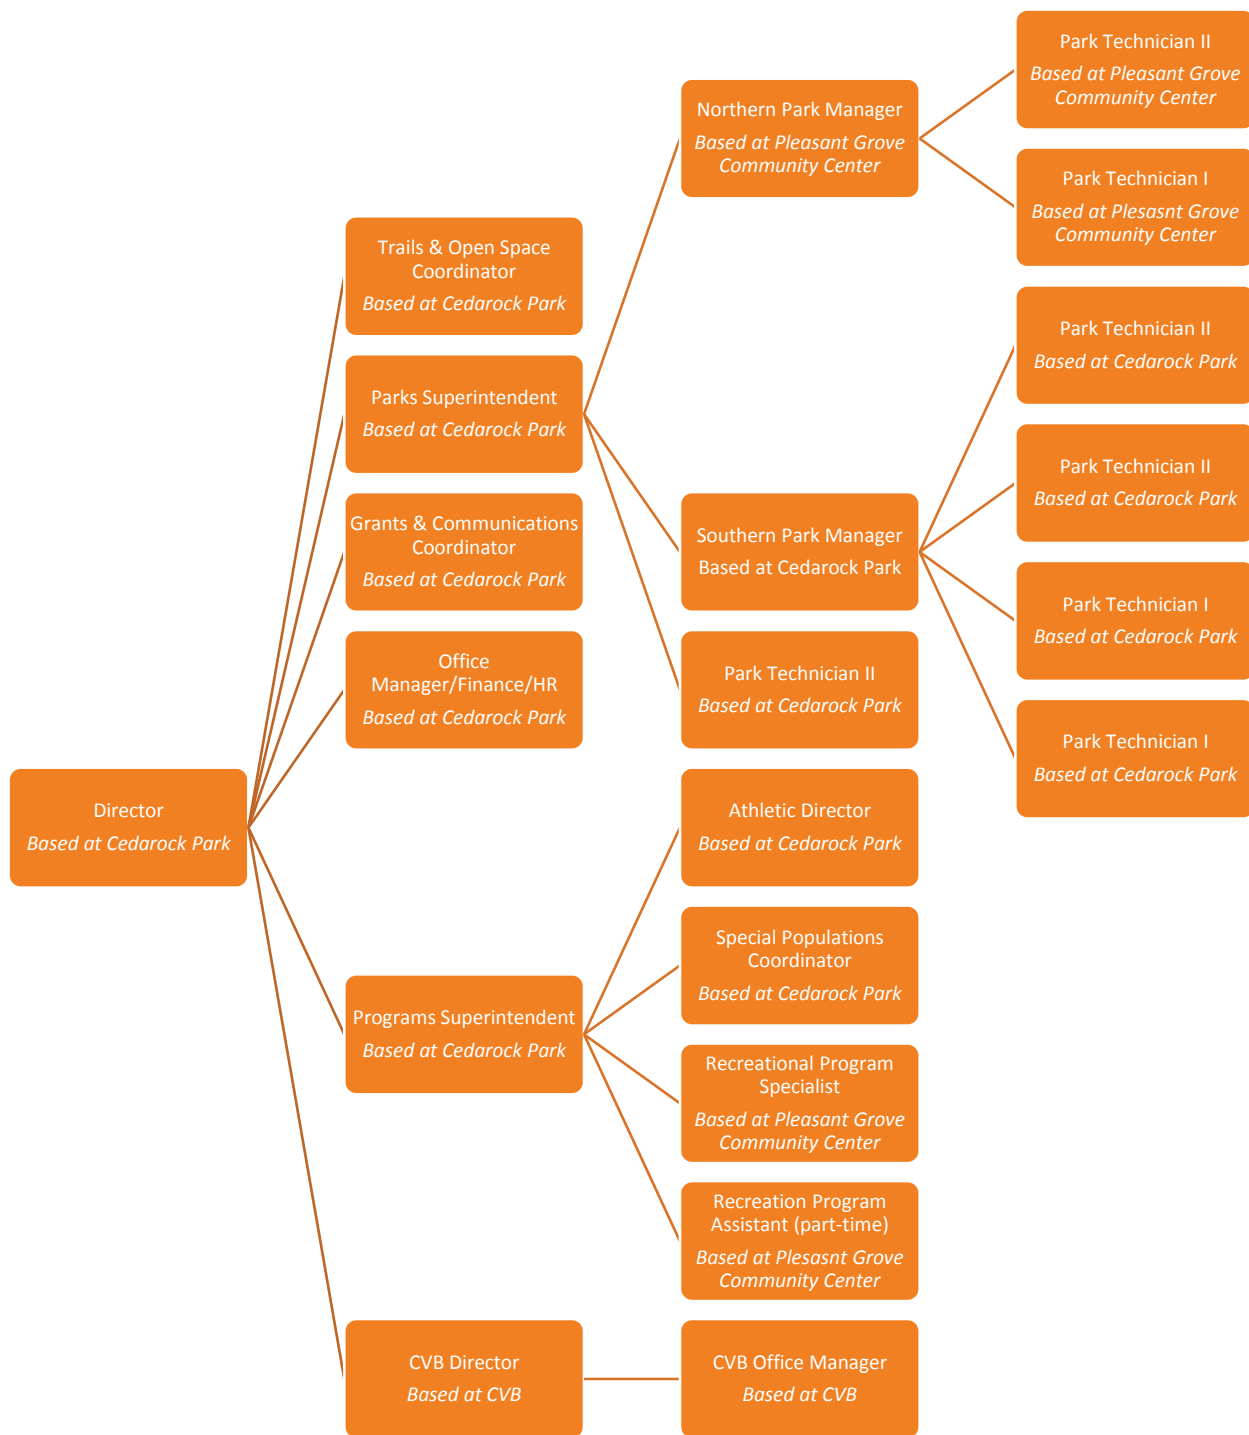 Director
Based at Cedarock Park
Trails & Open Space
Coordinator
Based at Cedarock Park
Parks Superintendent
Based at Cedarock Park
Grants & Communications
Coordinator
Based at Cedarock Park
Office
Manager/Finance/HR
Based at Cedarock Park
Programs Superintendent
Based at Cedarock Park
CVB Director
Based at CVB
Northern Park Manager
Based at Pleasant Grove
Community Center
Southern Park Manager
Based at Cedarock Park
Park Technician II
Based at Cedarock Park
Athletic Director
Based at Cedarock Park
Special Populations
Coordinator
Based at Cedarock Park
Recreational Program
Specialist
Based at Pleasant Grove
Community Center
Recreation Program
Assistant (part-time)
Based at Plesasnt Grove
Community Center
CVB Office Manager
Based at CVB
Park Technician II
Based at Pleasant Grove
Community Center
Park Technician I
Based at Plesasnt Grove
Community Center
Park Technician II
Based at Cedarock Park
Park Technician II
Based at Cedarock Park
Park Technician I
Based at Cedarock Park
Park Technician I
Based at Cedarock Park